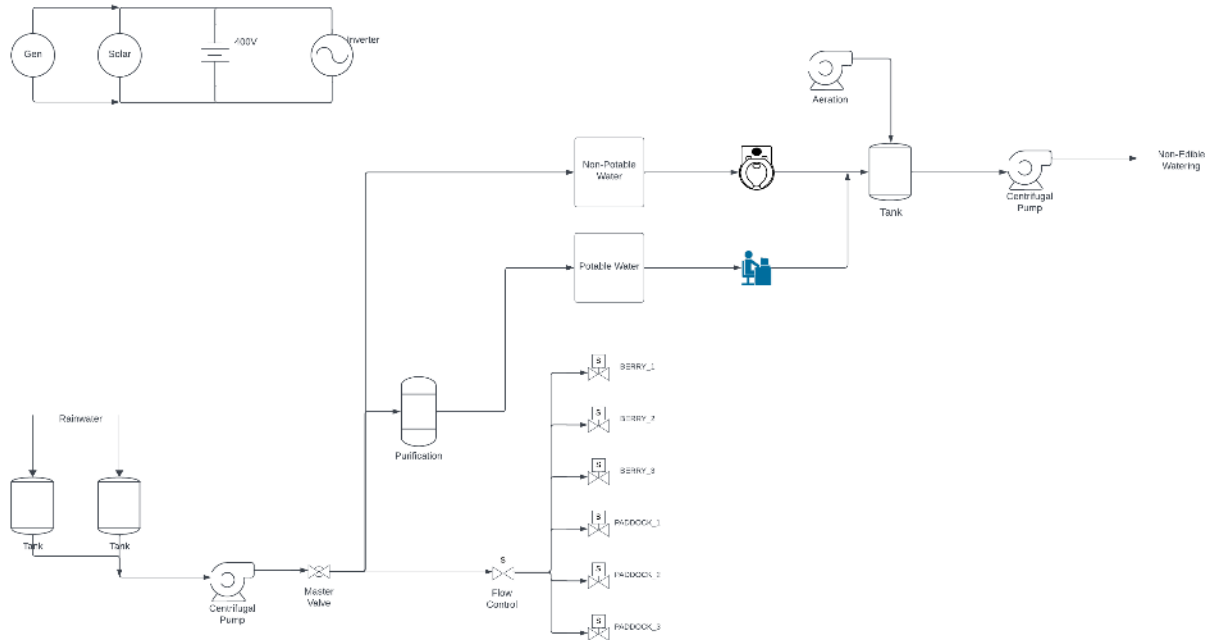 Gen
Solar
400V
Inverter
Aeration
Non-Potable
Water
Tank
Centrifugal
Pump
Non-Edible
Watering
Potable Water
S
BERRY_1
S
BERRY_2
S
BERRY_3
S
PADDOCK_1
S
PADDOCK_2
S
PADDOCK_3
Purification
Rainwater
Tank
Tank
Centrifugal
Pump
Master
Valve
S
Flow
Control